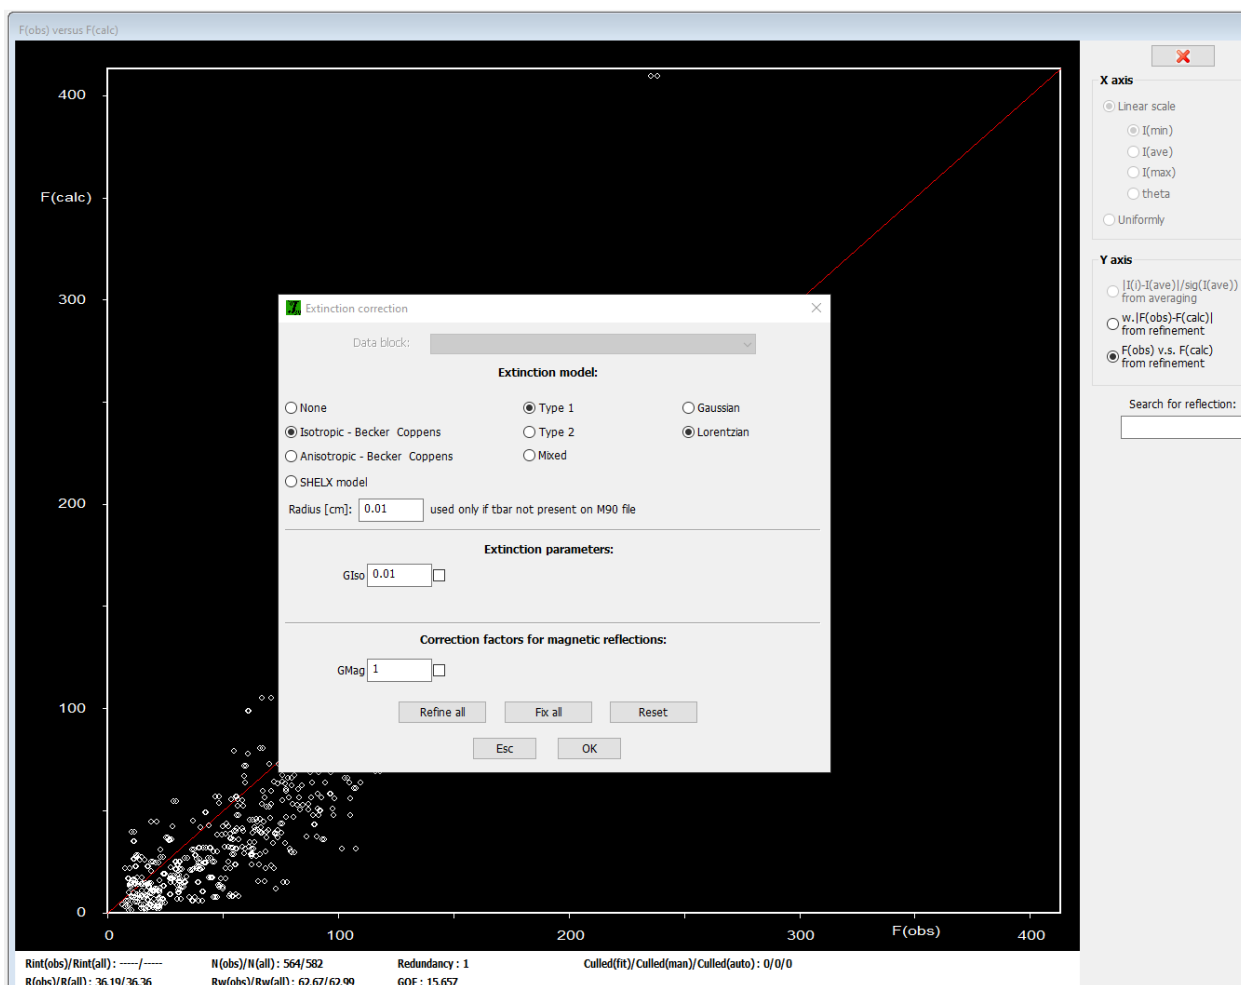 F(obs) versus F(calc)
400
F(calc)
300
200
100
0
0 100 200 300 F(obs) 400
X axis
Linear scale
I(min)
I(ave)
I(max)
theta
Uniformly
Y axis
|I(i)-I(ave)|/sig(I(ave))
from averaging
w.|F(obs)-F(calc)|
from refinement
F(obs) v.s. F(calc)
from refinement
Search for reflection:
Extinction correction
Data block:
Extinction model:
None Type 1 Gaussian
Isotropic - Becker Coppens Type 2 Lorentzian
Anisotropic - Becker Coppens Mixed
SHELX model
Radius [cm]: 0.01 used only if tbar not present on M90 file
Extinction parameters:
GIso 0.01
Correction factors for magnetic reflections:
GMag 1
Refine all Fix all Reset
Esc OK
Rint(obs)/Rint(all) : -----/----- N(obs)/N(all) : 564/582 Redundancy : 1 Culled(fit)/Culled(man)/Culled(auto) : 0/0/0
R(obs)/R(all) : 36.19/36.36 Rw(obs)/Rw(all) : 62.67/62.99 GOF : 15.657